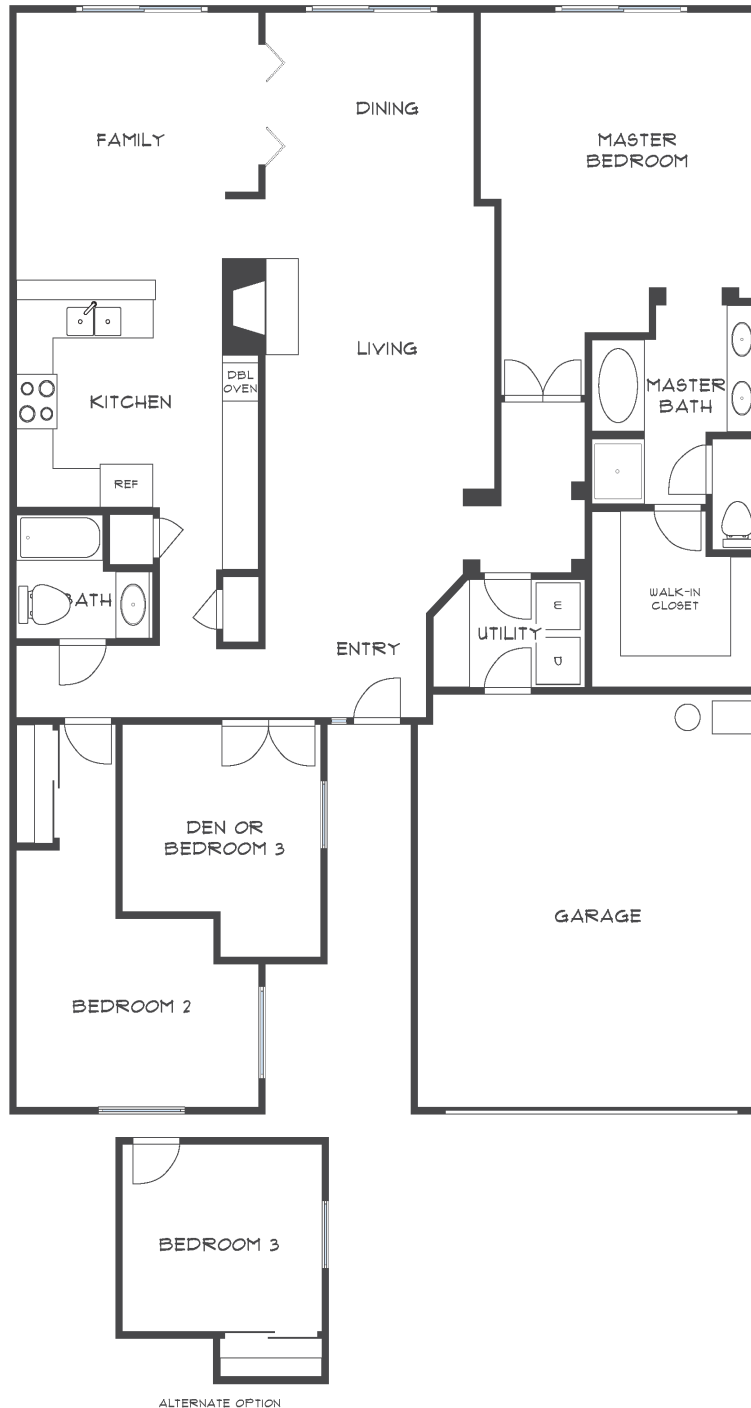 DINING
FAMILY
MASTER
BEDROOM
LIVING
DBL
OVEN
KITCHEN
MASTER
BATH
REF
BATH
WALK-IN
CLOSET
W
UTILITY
D
ENTRY
DEN OR
BEDROOM 3
GARAGE
BEDROOM 2
BEDROOM 3
ALTERNATE OPTION